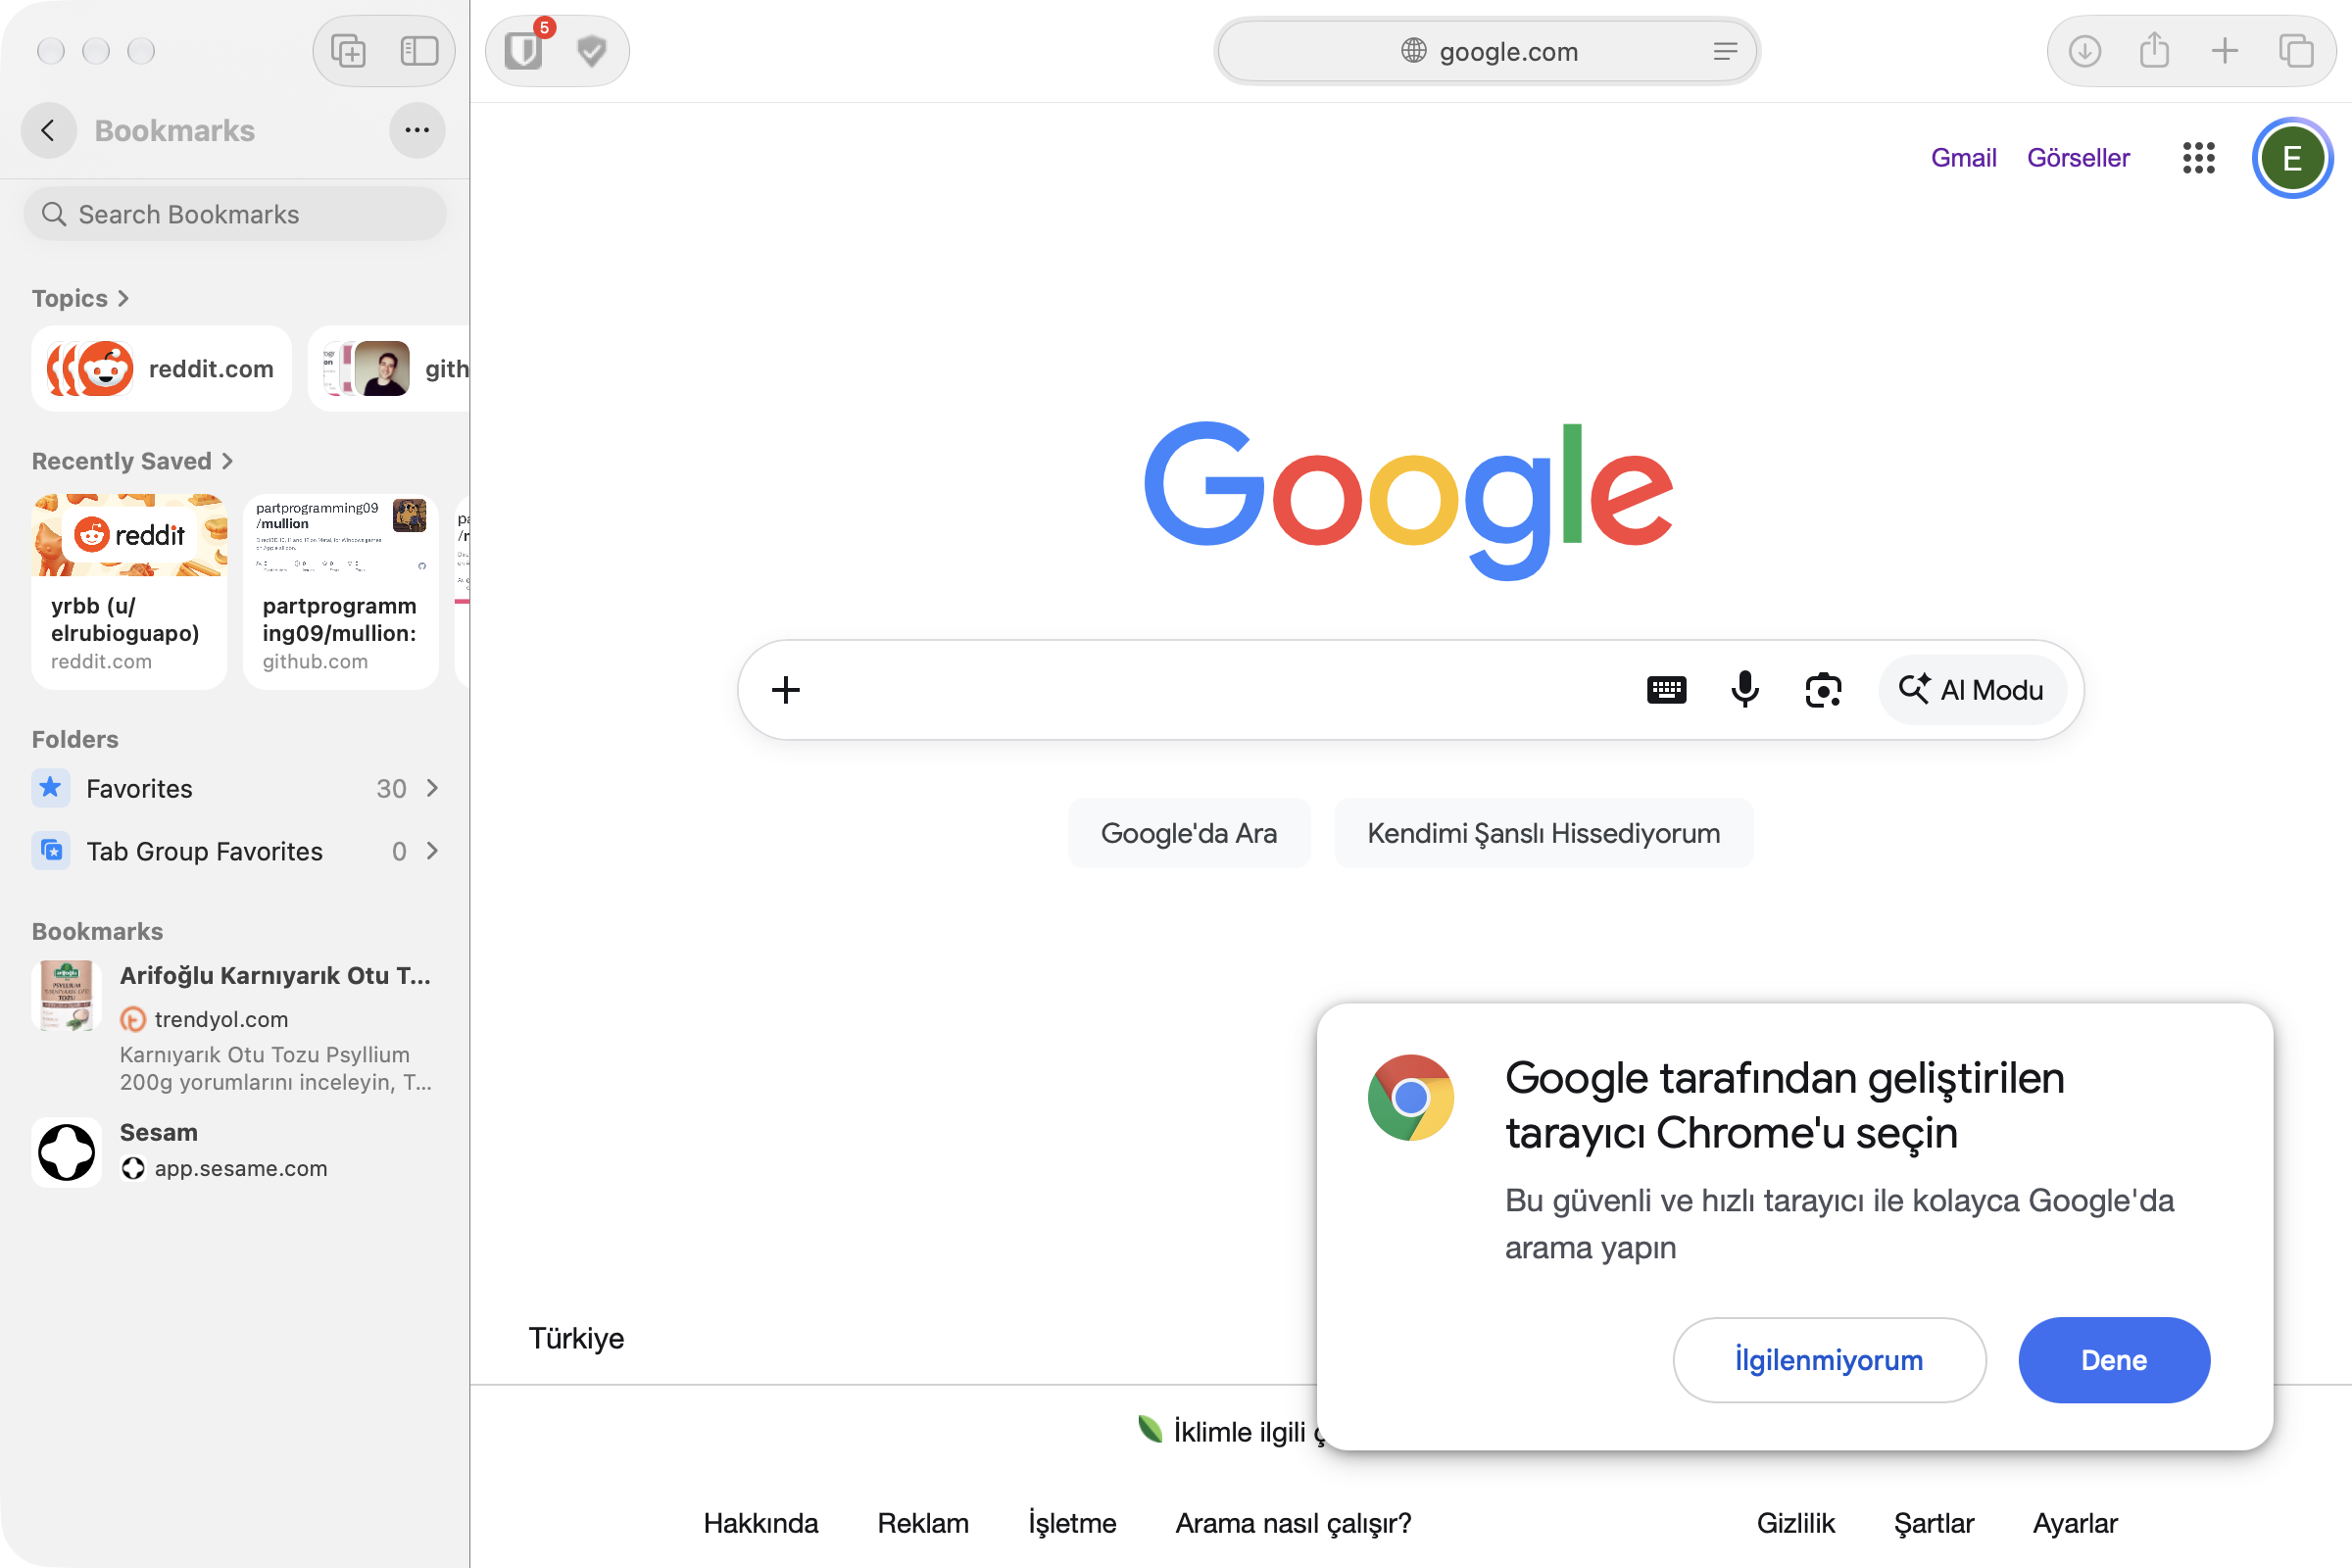 5
google.com
Bookmarks
Search Bookmarks
Topics
reddit.com
gith
Recently Saved
reddit
yrbb (u/
elrubioguapo)
reddit.com
partprogramming09
/mullion
partprogramm
ing09/mullion:
github.com
Folders
Favorites 30
Tab Group Favorites 0
Bookmarks
Arifoğlu Karnıyarık Otu T...
trendyol.com
Karnıyarık Otu Tozu Psyllium
200g yorumlarını inceleyin, T...
Sesam
app.sesame.com
Gmail Görseller
E
Google
AI Modu
Google'da Ara Kendimi Şanslı Hissediyorum
Google tarafından geliştirilen
tarayıcı Chrome'u seçin
Bu güvenli ve hızlı tarayıcı ile kolayca Google'da
arama yapın
İlgilenmiyorum Dene
Türkiye
İklimle ilgili
Hakkında Reklam İşletme Arama nasıl çalışır? Gizlilik Şartlar Ayarlar